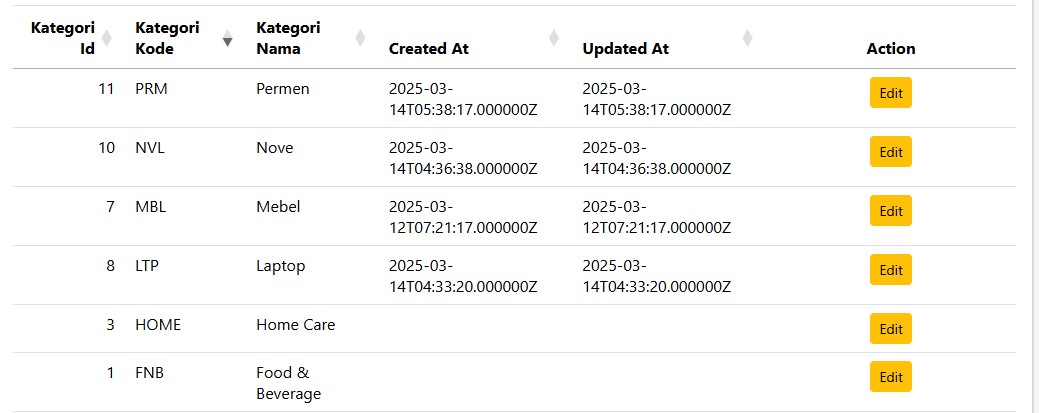 Kategori Id Kategori Kode Kategori Nama Created At Updated At Action
11 PRM Permen 2025-03-14T05:38:17.000000Z 2025-03-14T05:38:17.000000Z Edit
10 NVL Nove 2025-03-14T04:36:38.000000Z 2025-03-14T04:36:38.000000Z Edit
7 MBL Mebel 2025-03-12T07:21:17.000000Z 2025-03-12T07:21:17.000000Z Edit
8 LTP Laptop 2025-03-14T04:33:20.000000Z 2025-03-14T04:33:20.000000Z Edit
3 HOME Home Care Edit
1 FNB Food & Beverage Edit